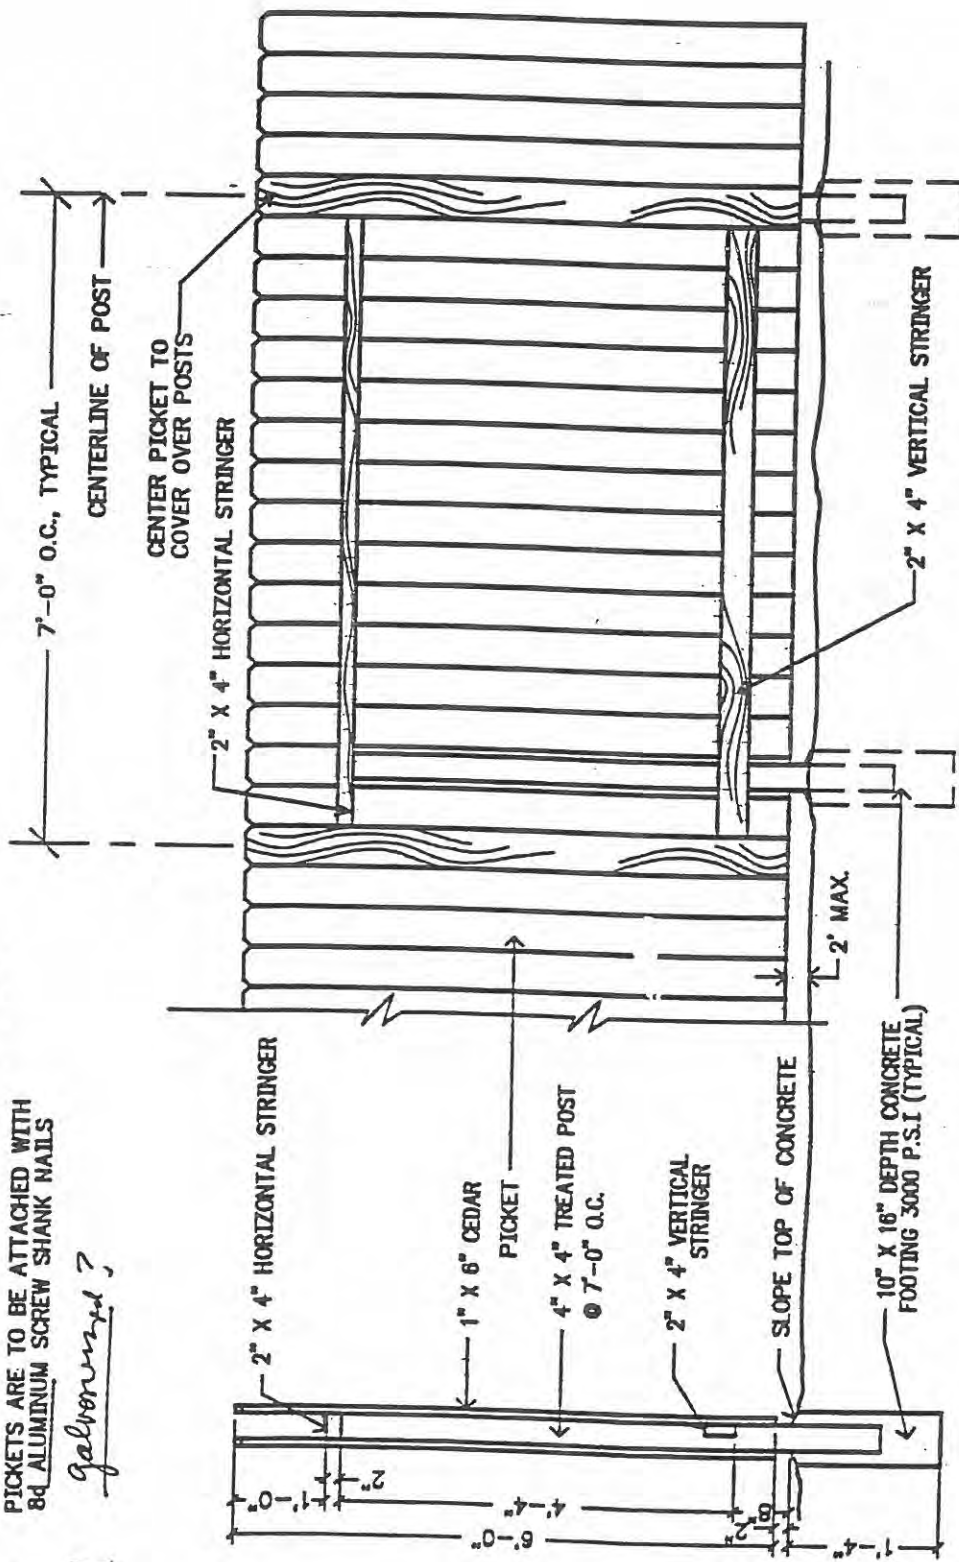 PICKETS ARE TO BE ATTACHED WITH
8d ALUMINUM SCREW SHANK NAILS
galvanized?
7'-0" O.C., TYPICAL
CENTERLINE OF POST
CENTER PICKET TO
COVER OVER POSTS
2" X 4" HORIZONTAL STRINGER
2" X 4" HORIZONTAL STRINGER
1" X 6" CEDAR
PICKET
4" X 4" TREATED POST
@ 7'-0" O.C.
2" X 4" VERTICAL
STRINGER
SLOPE TOP OF CONCRETE
10" X 16" DEPTH CONCRETE
FOOTING 3000 P.S.I (TYPICAL)
2' MAX.
2" X 4" VERTICAL STRINGER
1'-0"
2"
4'-4"
8"
2"
6'-0"
1'-4"